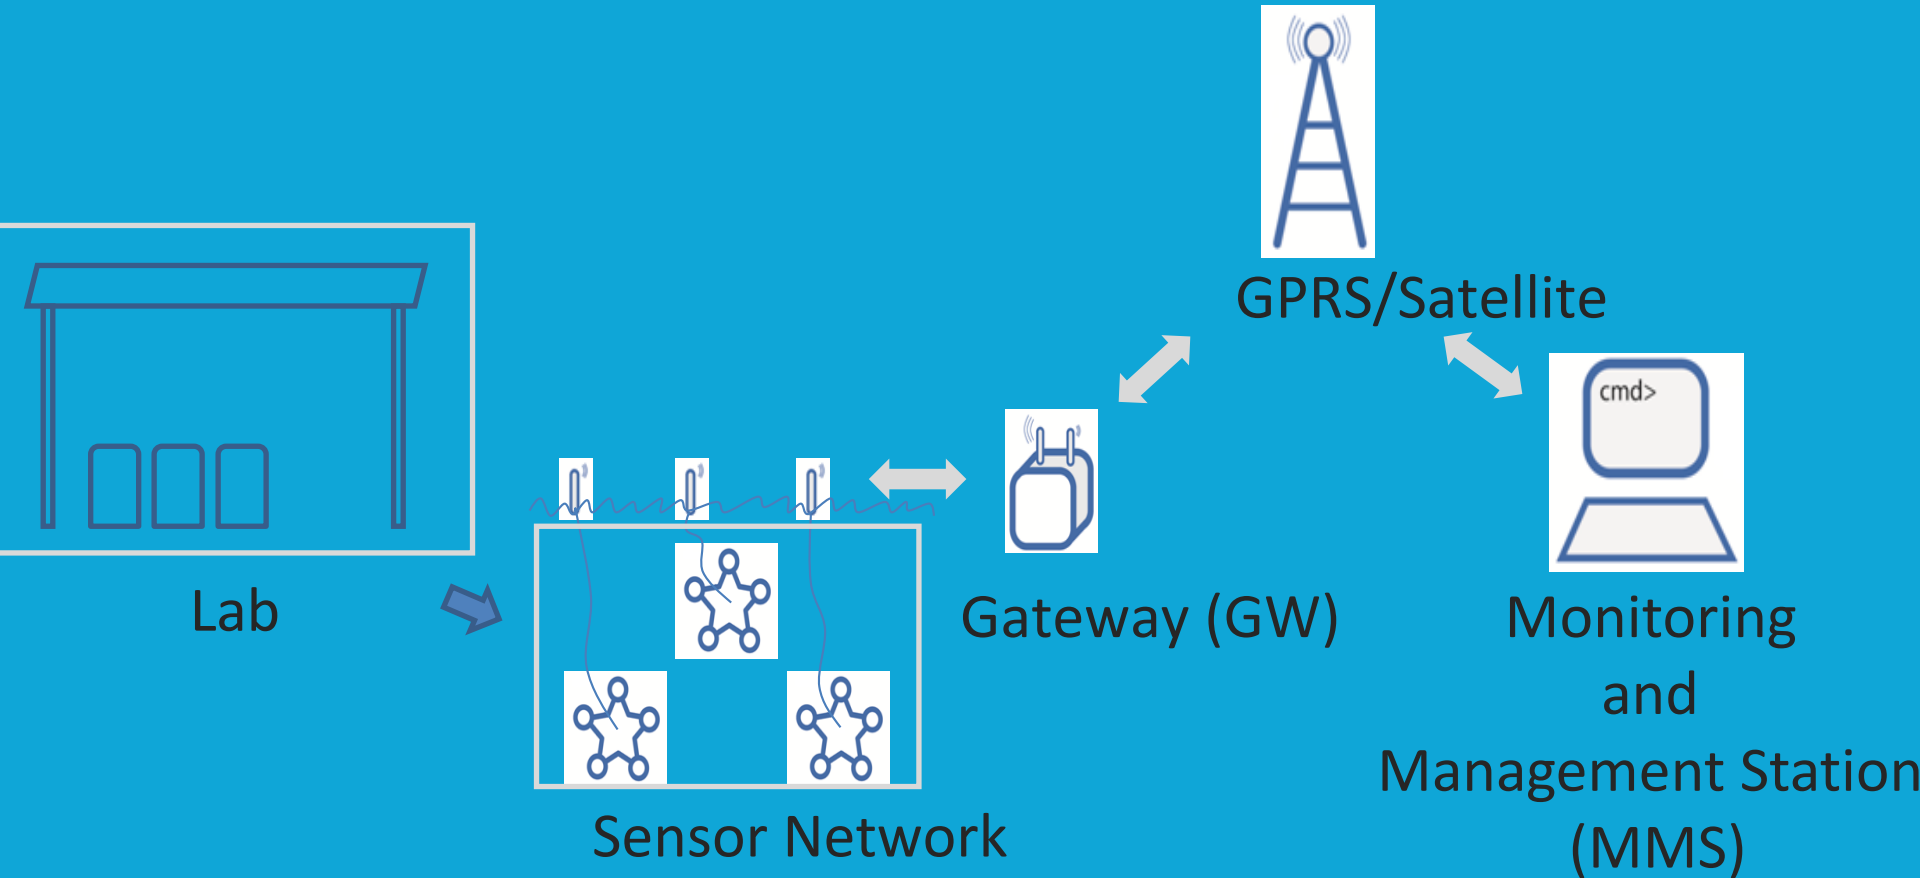 GPRS/Satellite
cmd>
Lab
Gateway (GW)
Monitoring
and
Management Station
(MMS)
Sensor Network